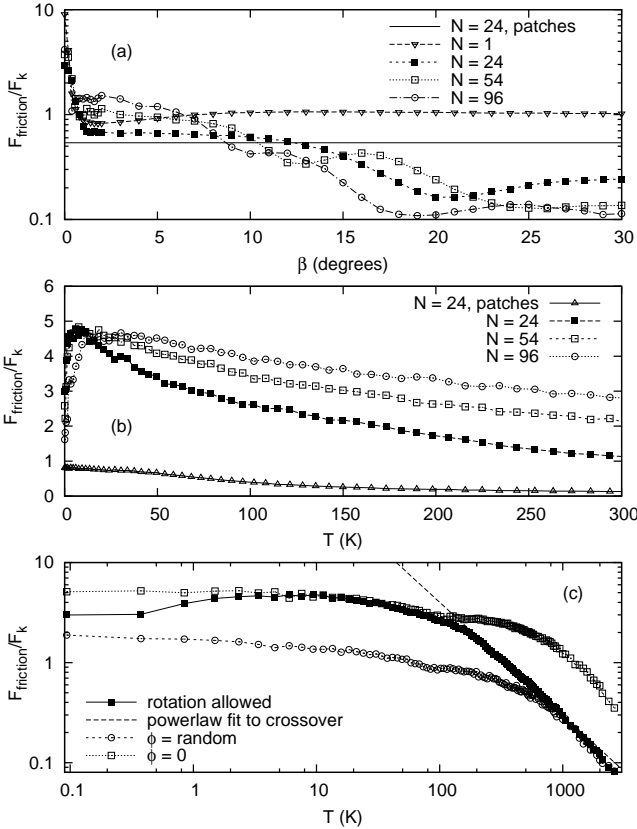 10
1
0.1
F_friction/F_k
(a)
N = 24, patches
N = 1
N = 24
N = 54
N = 96
0 5 10 15 20 25 30
β (degrees)
6
5
4
3
2
1
0
F_friction/F_k
(b)
N = 24, patches
N = 24
N = 54
N = 96
0 50 100 150 200 250 300
T (K)
10
1
0.1
F_friction/F_k
(c)
rotation allowed
powerlaw fit to crossover
ϕ = random
ϕ = 0
0.1 1 10 100 1000
T (K)